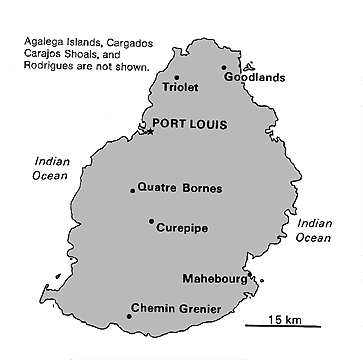 Agalega Islands, Cargados
Carajos Shoals, and
Rodrigues are not shown.
Goodlands
Triolet
PORT LOUIS
Indian
Ocean
Quatre Bornes
Curepipe
Indian
Ocean
Mahebourg
Chemin Grenier
15 km